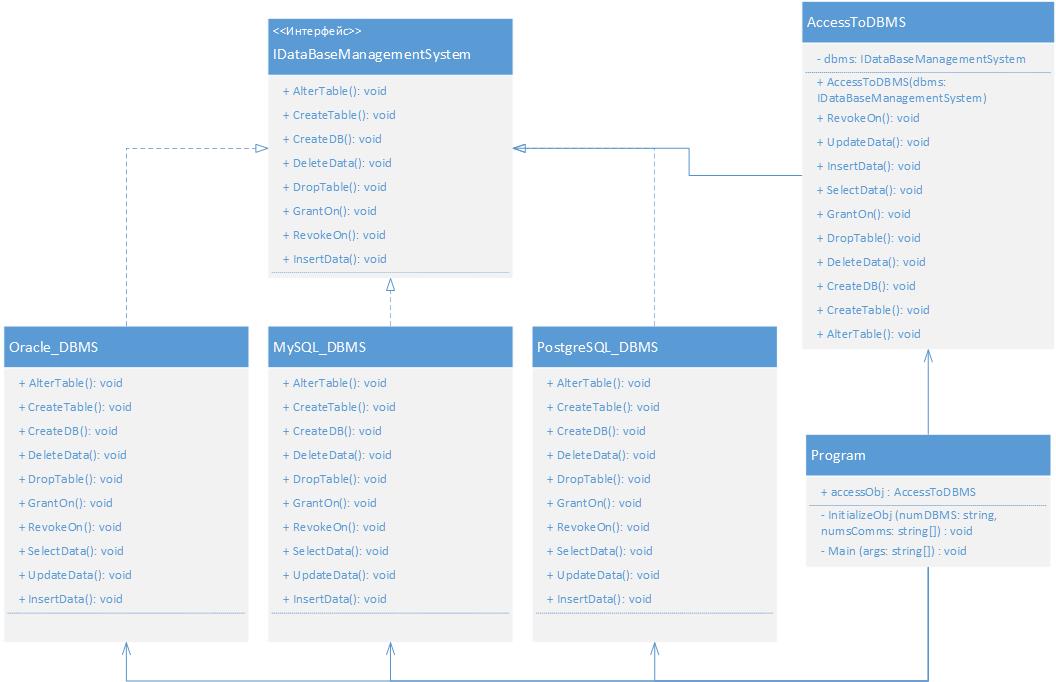 <<Интерфейс>>
IDataBaseManagementSystem
+ AlterTable(): void
+ CreateTable(): void
+ CreateDB(): void
+ DeleteData(): void
+ DropTable(): void
+ GrantOn(): void
+ RevokeOn(): void
+ InsertData(): void
AccessToDBMS
- dbms: IDataBaseManagementSystem
+ AccessToDBMS(dbms:
IDataBaseManagementSystem)
+ RevokeOn(): void
+ UpdateData(): void
+ InsertData(): void
+ SelectData(): void
+ GrantOn(): void
+ DropTable(): void
+ DeleteData(): void
+ CreateDB(): void
+ CreateTable(): void
+ AlterTable(): void
Oracle_DBMS
+ AlterTable(): void
+ CreateTable(): void
+ CreateDB(): void
+ DeleteData(): void
+ DropTable(): void
+ GrantOn(): void
+ RevokeOn(): void
+ SelectData(): void
+ UpdateData(): void
+ InsertData(): void
MySQL_DBMS
+ AlterTable(): void
+ CreateTable(): void
+ CreateDB(): void
+ DeleteData(): void
+ DropTable(): void
+ GrantOn(): void
+ RevokeOn(): void
+ SelectData(): void
+ UpdateData(): void
+ InsertData(): void
PostgreSQL_DBMS
+ AlterTable(): void
+ CreateTable(): void
+ CreateDB(): void
+ DeleteData(): void
+ DropTable(): void
+ GrantOn(): void
+ RevokeOn(): void
+ SelectData(): void
+ UpdateData(): void
+ InsertData(): void
Program
+ accessObj : AccessToDBMS
- InitializeObj (numDBMS: string,
numsComms: string[]) : void
- Main (args: string[]) : void